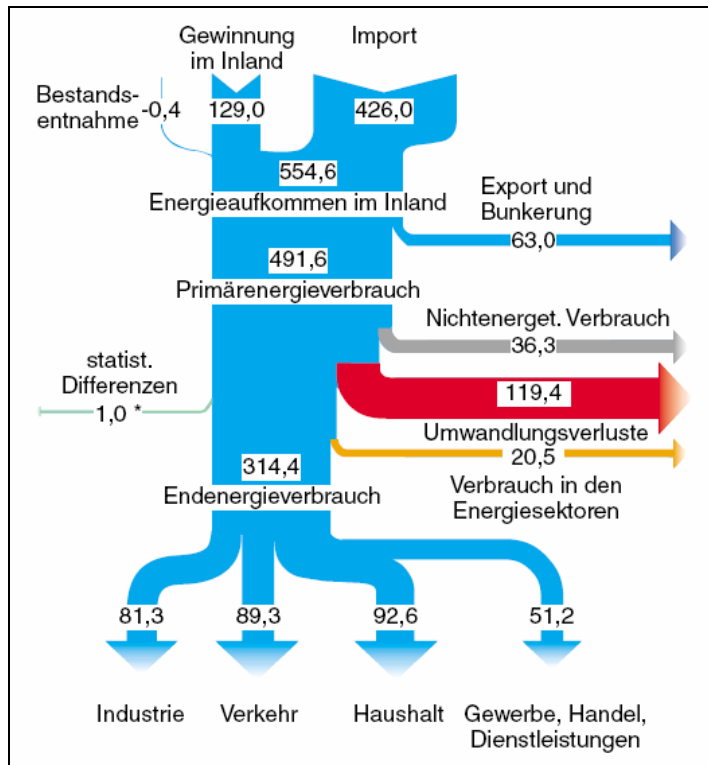 Gewinnung
im Inland
Import
Bestands-
entnahme
-0,4
129,0
426,0
554,6
Energieaufkommen im Inland
Export und
Bunkerung
63,0
491,6
Primärenergieverbrauch
Nichtenerget. Verbrauch
36,3
statist.
Differenzen
1,0 *
119,4
Umwandlungsverluste
20,5
Verbrauch in den
Energiesektoren
314,4
Endenergieverbrauch
81,3
89,3
92,6
51,2
Industrie
Verkehr
Haushalt
Gewerbe, Handel,
Dienstleistungen